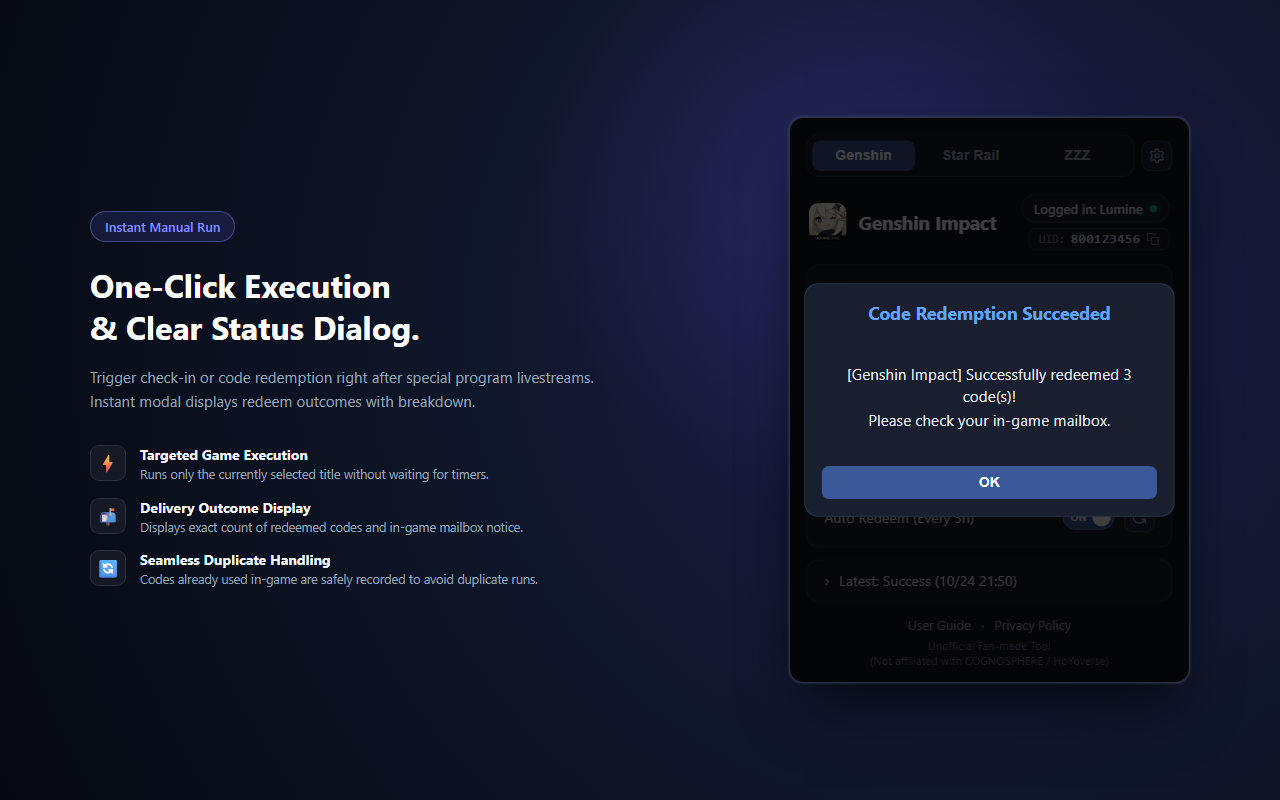 Instant Manual Run
One-Click Execution
& Clear Status Dialog.
Trigger check-in or code redemption right after special program livestreams.
Instant modal displays redeem outcomes with breakdown.
Targeted Game Execution
Runs only the currently selected title without waiting for timers.
Delivery Outcome Display
Displays exact count of redeemed codes and in-game mailbox notice.
Seamless Duplicate Handling
Codes already used in-game are safely recorded to avoid duplicate runs.
Genshin
Star Rail
ZZZ
Genshin Impact
Logged in: Lumine
UID: 800123456
Code Redemption Succeeded
[Genshin Impact] Successfully redeemed 3
code(s)!
Please check your in-game mailbox.
OK
Auto Redeem (Every 3h)
ON
› Latest: Success (10/24 21:50)
User Guide • Privacy Policy
Unofficial Fan-made Tool
(Not affiliated with COGNOSPHERE / HoYoverse)